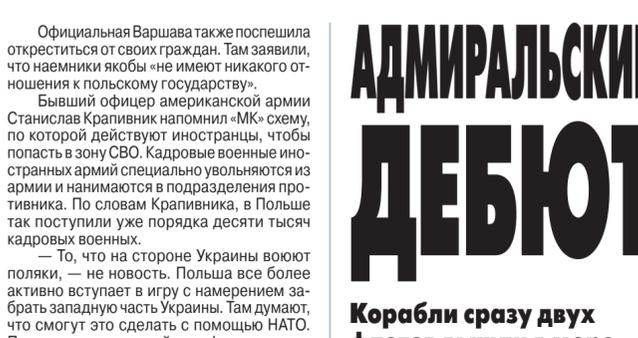 Официальная Варшава также поспешила
откреститься от своих граждан. Там заявили,
что наемники якобы «не имеют никакого от-
ношения к польскому государству».
Бывший офицер американской армии
Станислав Крапивник напомнил «МК» схему,
по которой действуют иностранцы, чтобы
попасть в зону СВО. Кадровые военные ино-
странных армий специально увольняются из
армии и нанимаются в подразделения про-
тивника. По словам Крапивника, в Польше
так поступили уже порядка десяти тысяч
кадровых военных.
— То, что на стороне Украины воюют
поляки, — не новость. Польша все более
активно вступает в игру с намерением за-
брать западную часть Украины. Там думают,
что смогут это сделать с помощью НАТО.
АДМИРАЛЬСКИЙ
ДЕБЮТ
Корабли сразу двух